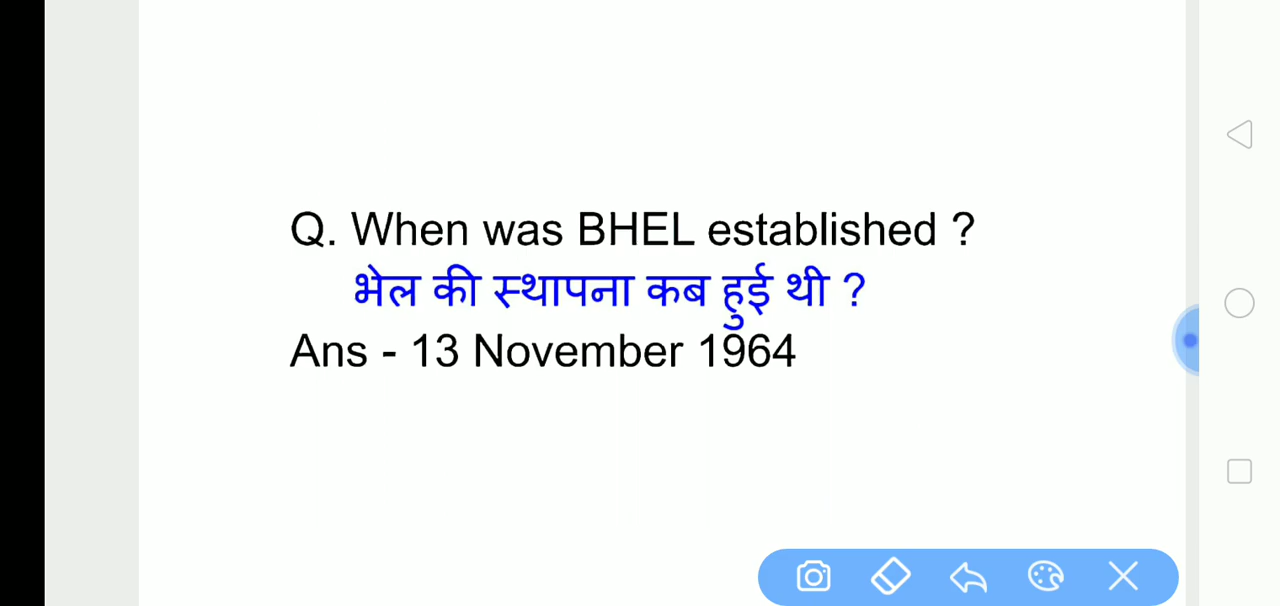 Q. When was BHEL established ?
भेल की स्थापना कब हुई थी ?
Ans - 13 November 1964